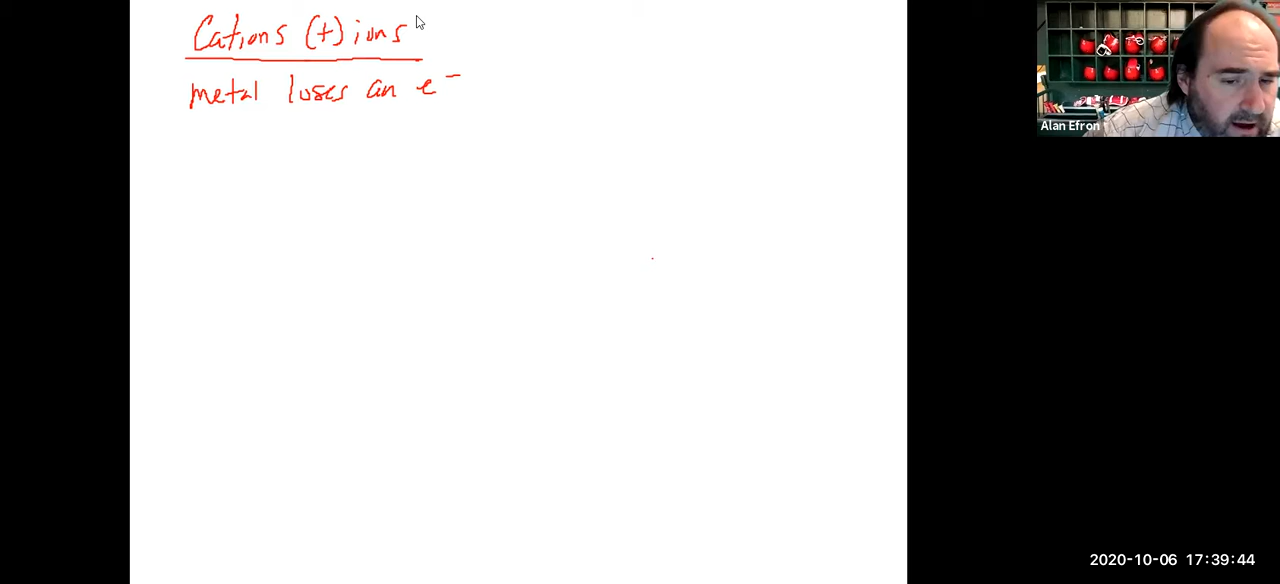 Cations (+) ions
metal loses an e⁻
Alan Efron
2020-10-06 17:39:44